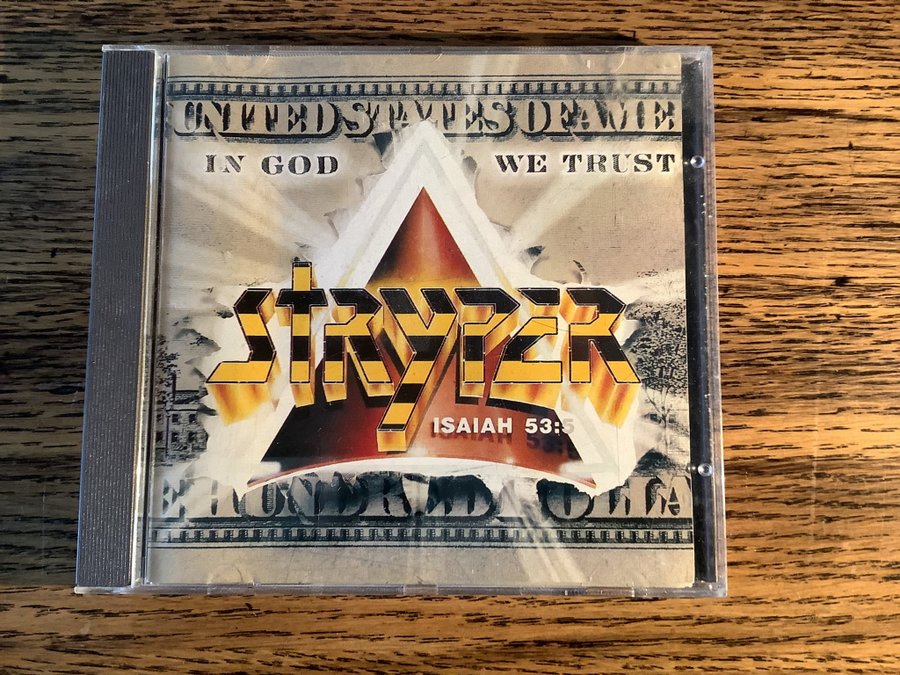 UNITED STATES OF AME
IN GOD WE TRUST
STRYPER
ISAIAH 53:5
E HUNDRED DOLLA